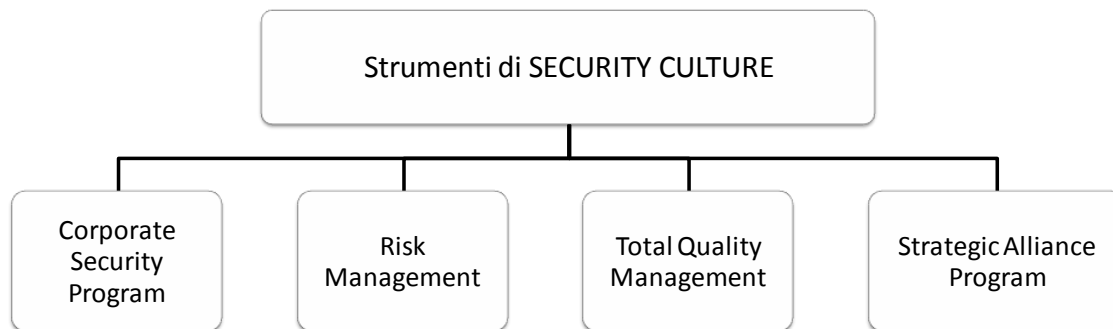 Strumenti di SECURITY CULTURE
Corporate
Security
Program
Risk
Management
Total Quality
Management
Strategic Alliance
Program